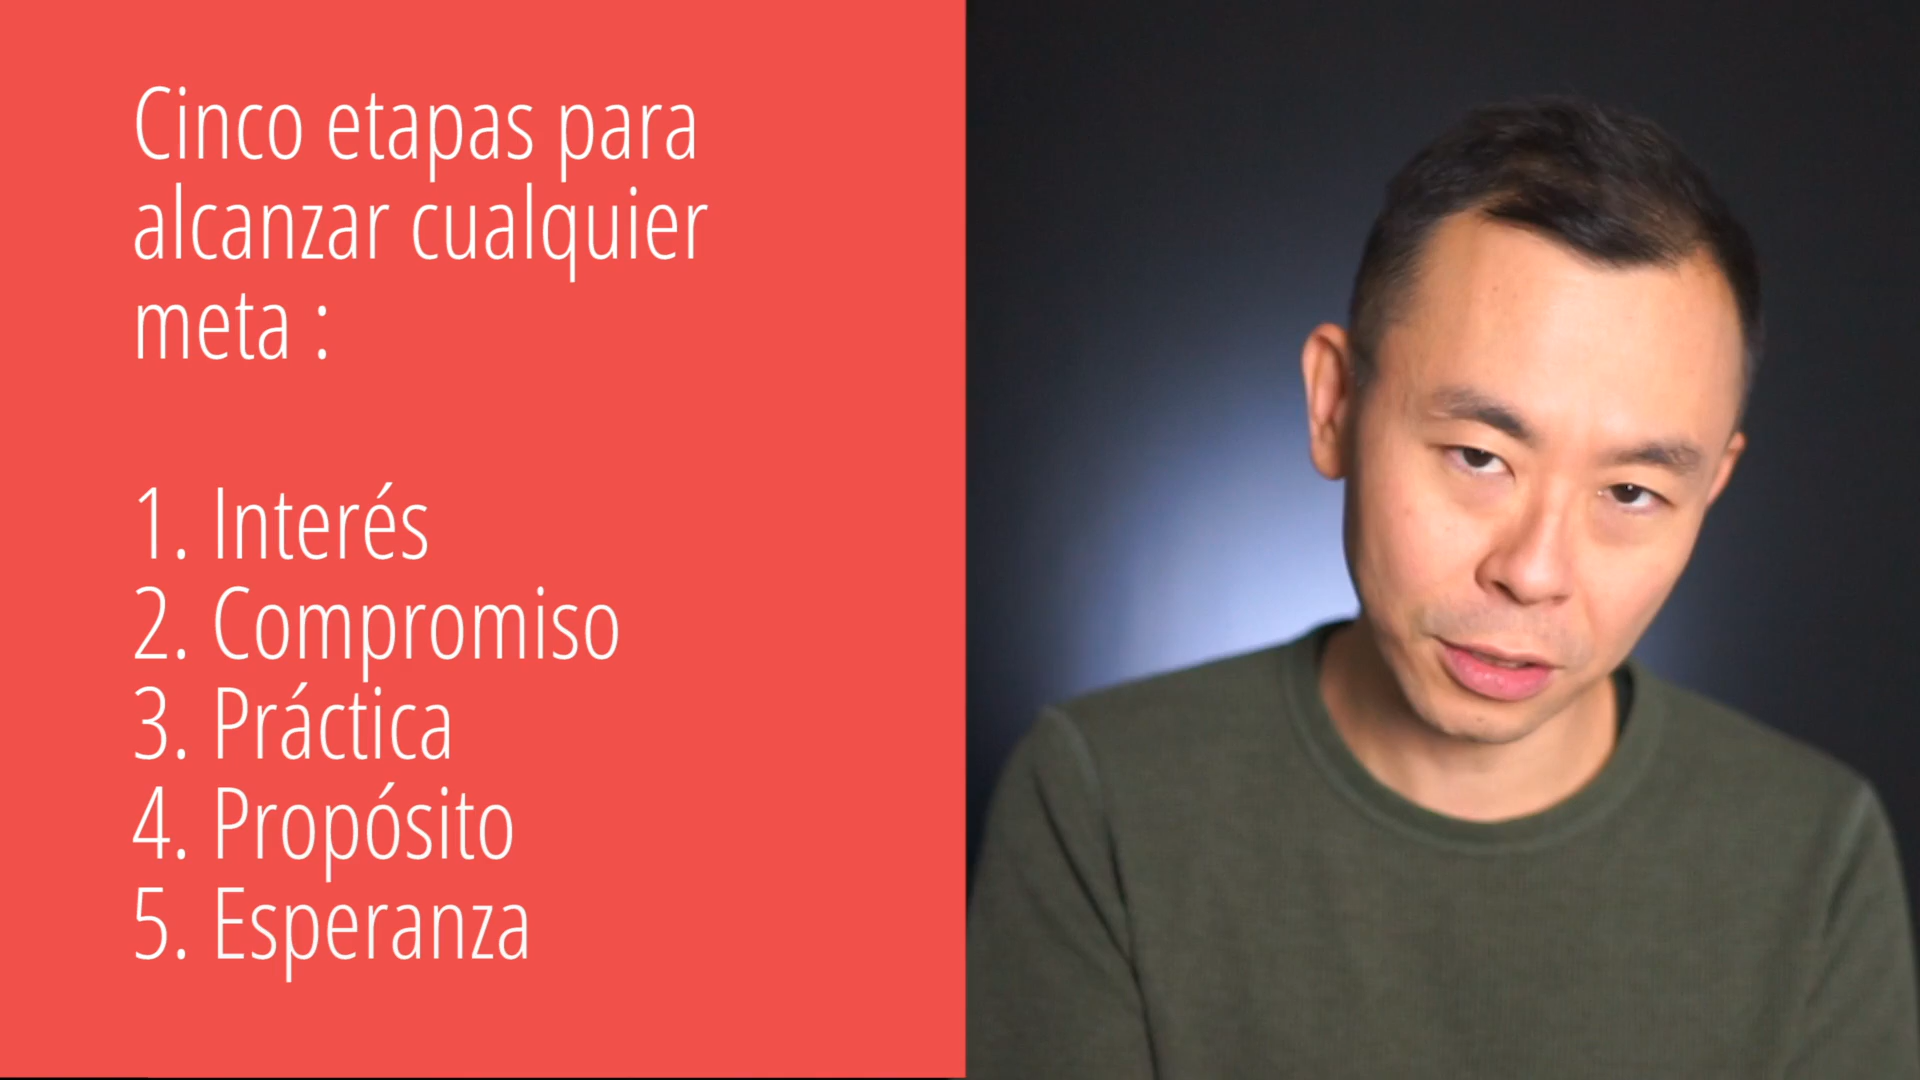 Cinco etapas para
alcanzar cualquier
meta :
1. Interés
2. Compromiso
3. Práctica
4. Propósito
5. Esperanza